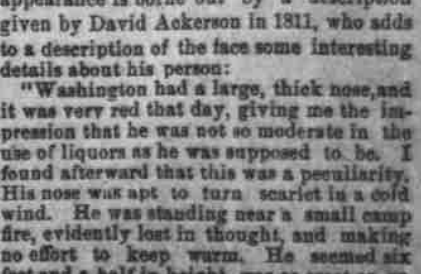 given by David Ackerson in 1811, who adds
to a description of the face some interesting
details about his person:
"Washington had a large, thick nose, and
it was very red that day, giving me the im-
pression that he was not so moderate in the
use of liquors as he was supposed to be. I
found afterward that this was a peculiarity.
His nose was apt to turn scarlet in a cold
wind. He was standing near a small camp
fire, evidently lost in thought, and making
no effort to keep warm. He seemed six